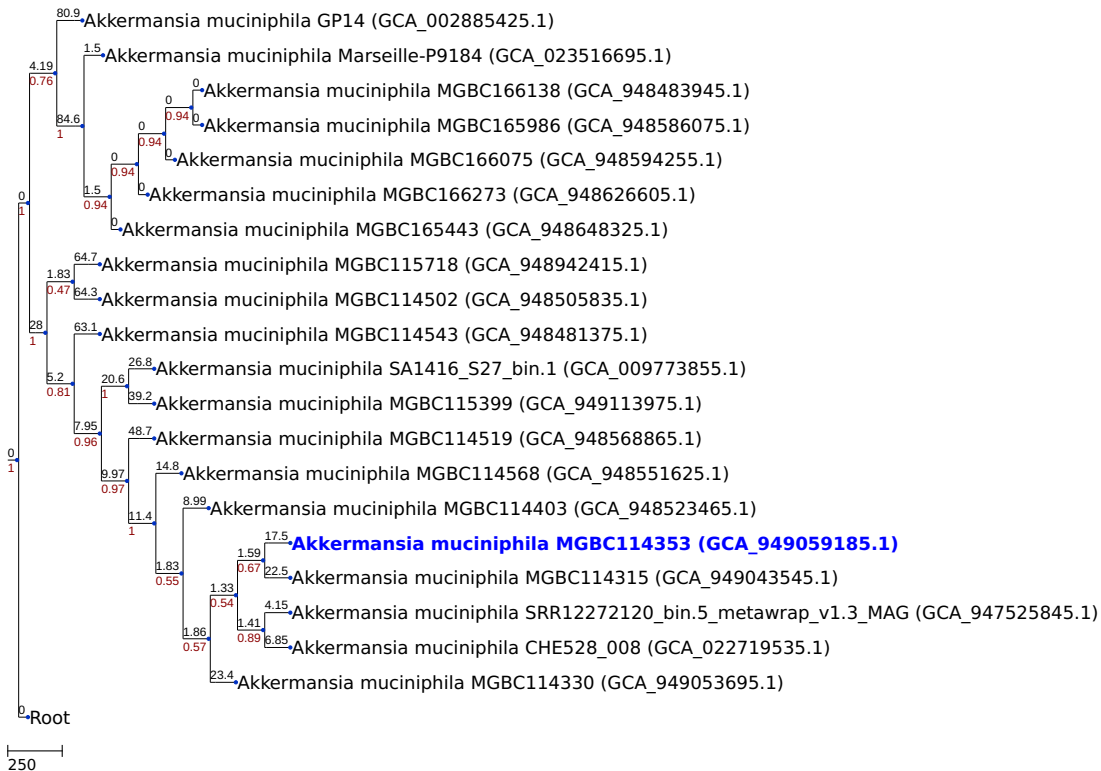 80.9 Akkermansia muciniphila GP14 (GCA_002885425.1)
1.5 Akkermansia muciniphila Marseille-P9184 (GCA_023516695.1)
4.19
0.76
0 Akkermansia muciniphila MGBC166138 (GCA_948483945.1)
0
0.94
84.6
1
0 Akkermansia muciniphila MGBC165986 (GCA_948586075.1)
0
0.94
0 Akkermansia muciniphila MGBC166075 (GCA_948594255.1)
0
0.94
1.5
0.94
0 Akkermansia muciniphila MGBC166273 (GCA_948626605.1)
0
1
0 Akkermansia muciniphila MGBC165443 (GCA_948648325.1)
64.7 Akkermansia muciniphila MGBC115718 (GCA_948942415.1)
1.83
0.47
64.3 Akkermansia muciniphila MGBC114502 (GCA_948505835.1)
28
1
63.1 Akkermansia muciniphila MGBC114543 (GCA_948481375.1)
26.8 Akkermansia muciniphila SA1416_S27_bin.1 (GCA_009773855.1)
5.2
0.81
20.6
1
39.2 Akkermansia muciniphila MGBC115399 (GCA_949113975.1)
7.95
0.96
48.7 Akkermansia muciniphila MGBC114519 (GCA_948568865.1)
0
1
14.8 Akkermansia muciniphila MGBC114568 (GCA_948551625.1)
9.97
0.97
8.99 Akkermansia muciniphila MGBC114403 (GCA_948523465.1)
11.4
1
17.5 Akkermansia muciniphila MGBC114353 (GCA_949059185.1)
1.59
0.67
22.5 Akkermansia muciniphila MGBC114315 (GCA_949043545.1)
1.83
0.55
1.33
0.54
4.15 Akkermansia muciniphila SRR12272120_bin.5_metawrap_v1.3_MAG (GCA_947525845.1)
1.41
0.89
1.86
0.57
6.85 Akkermansia muciniphila CHE528_008 (GCA_022719535.1)
23.4 Akkermansia muciniphila MGBC114330 (GCA_949053695.1)
0 Root
250